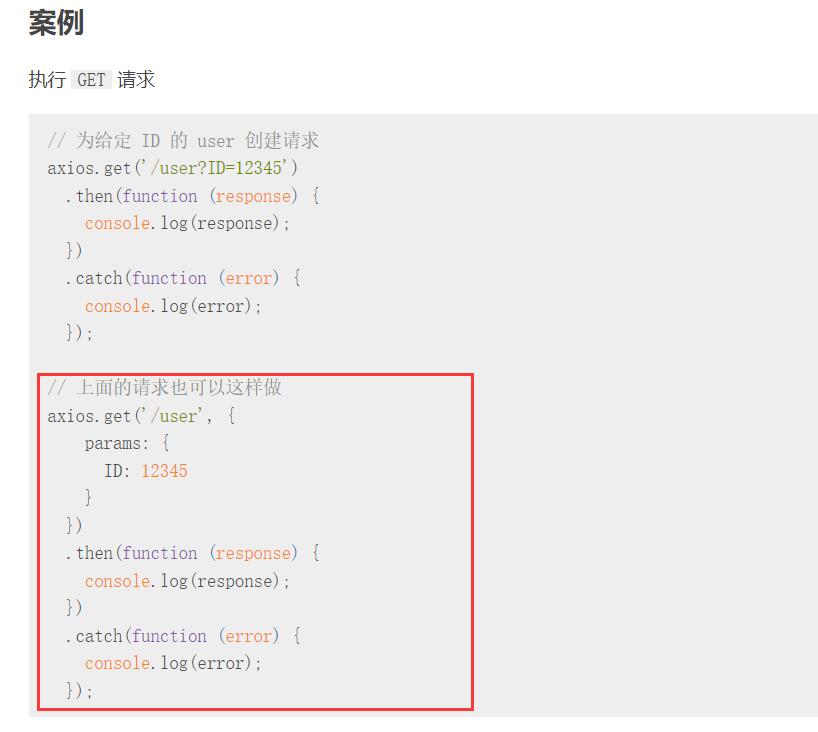 案例
执行 GET 请求
// 为给定 ID 的 user 创建请求
axios.get('/user?ID=12345')
  .then(function (response) {
    console.log(response);
  })
  .catch(function (error) {
    console.log(error);
  });

// 上面的请求也可以这样做
axios.get('/user', {
    params: {
      ID: 12345
    }
  })
  .then(function (response) {
    console.log(response);
  })
  .catch(function (error) {
    console.log(error);
  });